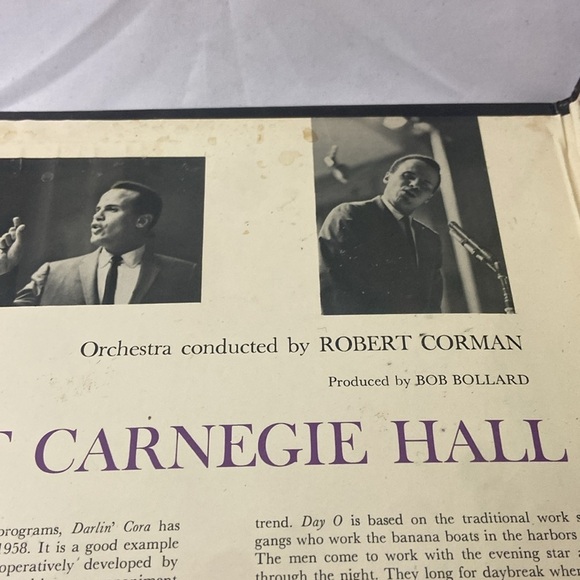 Orchestra conducted by ROBERT CORMAN
Produced by BOB BOLLARD
T CARNEGIE HALL
programs, Darlin' Cora has
1958. It is a good example
operatively developed by
trend. Day O is based on the traditional work s
gangs who work the banana boats in the harbors
The men come to work with the evening star a
through the night. They long for daybreak when